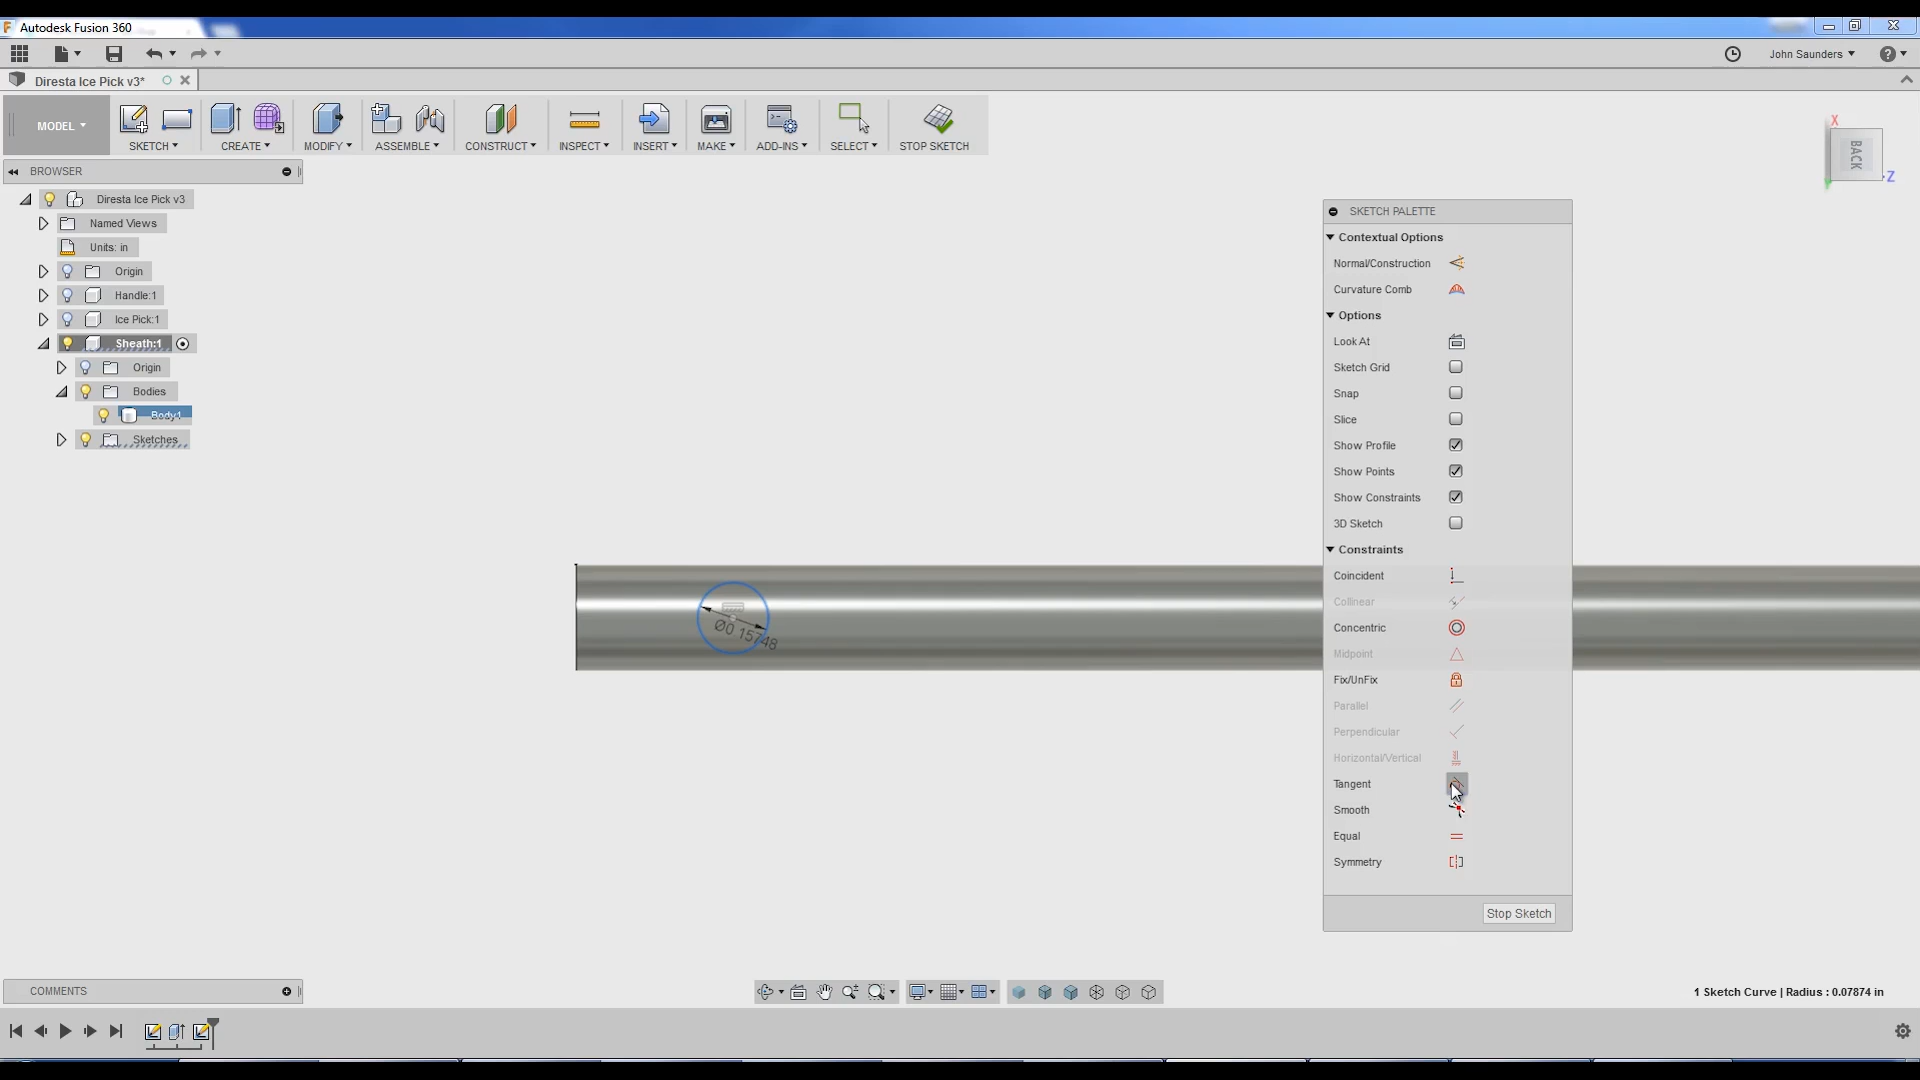 Autodesk Fusion 360
John Saunders
Diresta Ice Pick v3*
MODEL
SKETCH
CREATE
MODIFY
ASSEMBLE
CONSTRUCT
INSPECT
INSERT
MAKE
ADD-INS
SELECT
STOP SKETCH
X
BACK
Z
BROWSER
Diresta Ice Pick v3
Named Views
Units: in
Origin
Handle:1
Ice Pick:1
Sheath:1
Origin
Bodies
Body1
Sketches
SKETCH PALETTE
Contextual Options
Normal/Construction
Curvature Comb
Options
Look At
Sketch Grid
Snap
Slice
Show Profile
Show Points
Show Constraints
3D Sketch
Constraints
Coincident
Collinear
Concentric
Midpoint
Fix/UnFix
Parallel
Perpendicular
Horizontal/Vertical
Tangent
Smooth
Equal
Symmetry
Stop Sketch
Ø0.15748
COMMENTS
1 Sketch Curve | Radius : 0.07874 in